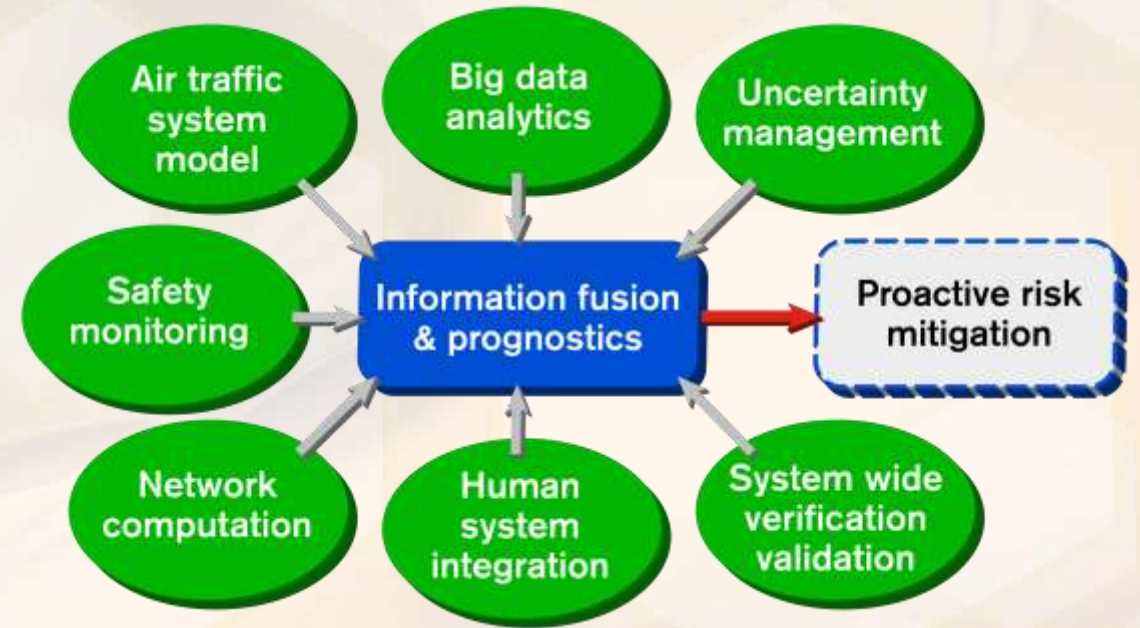 Air traffic
system
model
Big data
analytics
Uncertainty
management
Safety
monitoring
Information fusion
& prognostics
Proactive risk
mitigation
Network
computation
Human
system
integration
System wide
verification
validation